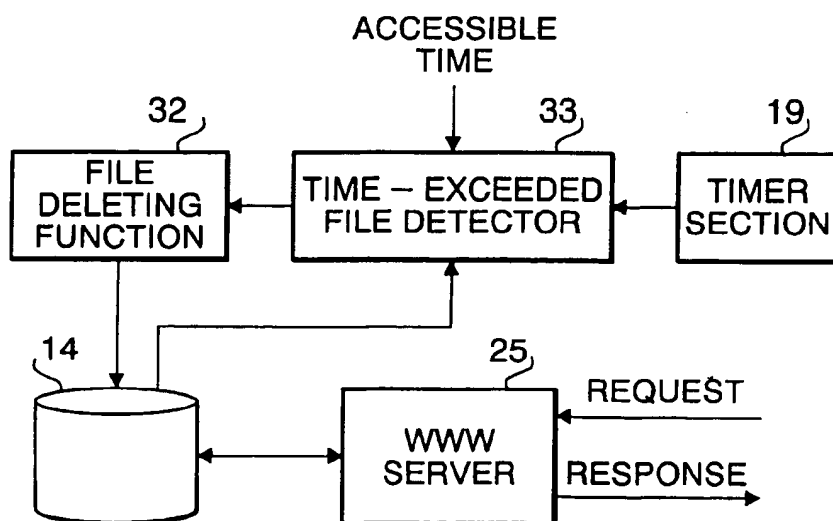 ACCESSIBLE
TIME
32
33
19
FILE
DELETING
FUNCTION
TIME – EXCEEDED
FILE DETECTOR
TIMER
SECTION
14
25
REQUEST
WWW
SERVER
RESPONSE